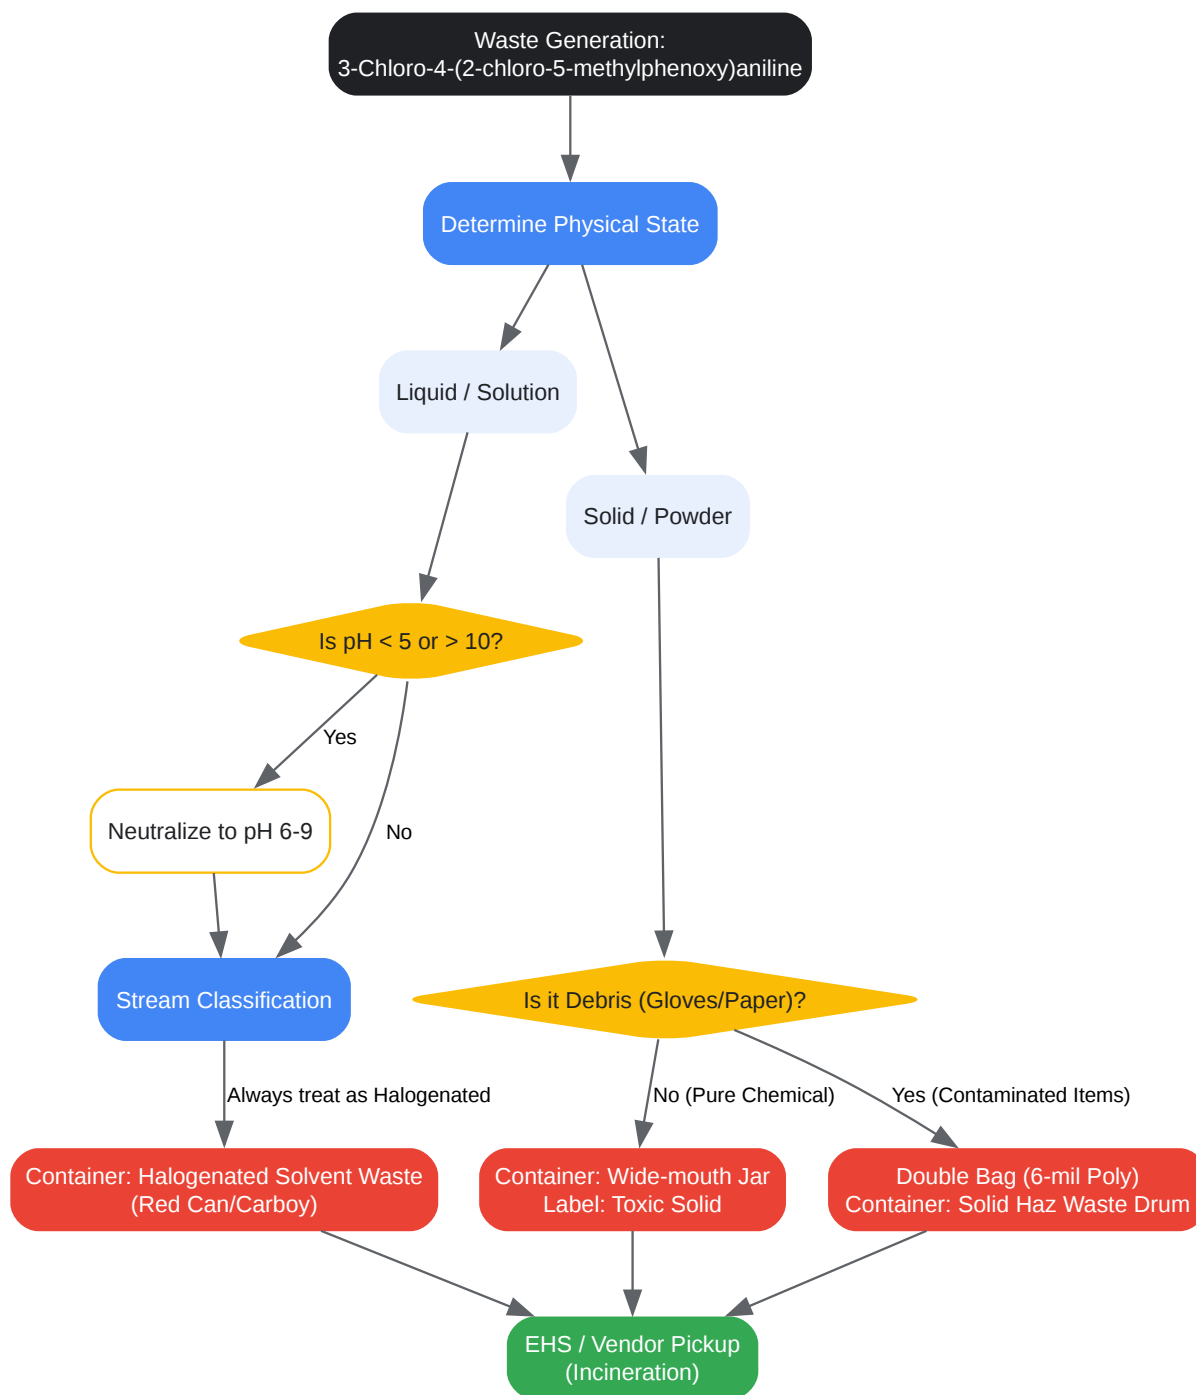 Waste Generation:
3-Chloro-4-(2-chloro-5-methylphenoxy)aniline
Determine Physical State
Liquid / Solution
Solid / Powder
Is pH < 5 or > 10?
Yes
Neutralize to pH 6-9
No
Stream Classification
Is it Debris (Gloves/Paper)?
Always treat as Halogenated
No (Pure Chemical)
Yes (Contaminated Items)
Container: Halogenated Solvent Waste
(Red Can/Carboy)
Container: Wide-mouth Jar
Label: Toxic Solid
Double Bag (6-mil Poly)
Container: Solid Haz Waste Drum
EHS / Vendor Pickup
(Incineration)